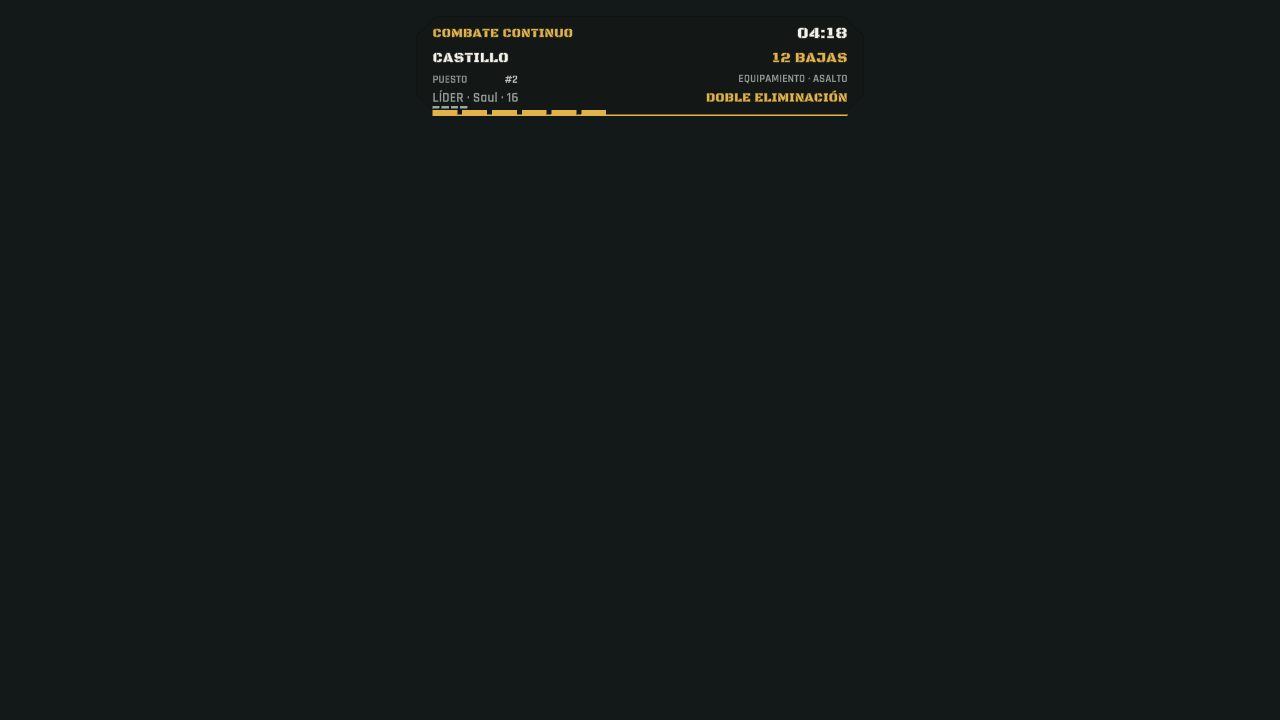 COMBATE CONTINUO 04:18
CASTILLO 12 BAJAS
PUESTO #2 EQUIPAMIENTO · ASALTO
LÍDER · Saul · 16 DOBLE ELIMINACIÓN